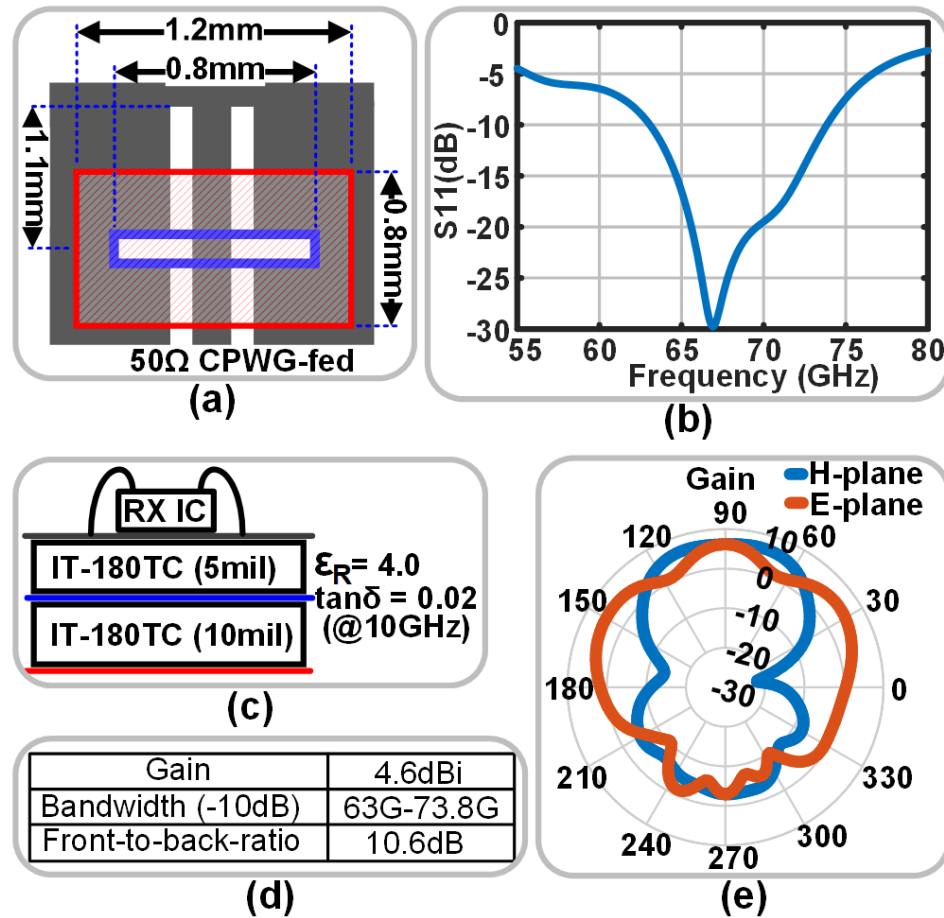 1.2mm
0.8mm
1.1mm
0.8mm
50Ω CPWG-fed
(a)
0
-5
-10
-15
-20
-25
-30
S11(dB)
55 60 65 70 75 80
Frequency (GHz)
(b)
RX IC
IT-180TC (5mil)
IT-180TC (10mil)
ƐR= 4.0
tanδ = 0.02
(@10GHz)
(c)
Gain 4.6dBi
Bandwidth (-10dB) 63G-73.8G
Front-to-back-ratio 10.6dB
(d)
Gain
H-plane
E-plane
90
120 10 60
150 0 30
-10
-20
180 -30 0
210 330
240 300
270
(e)